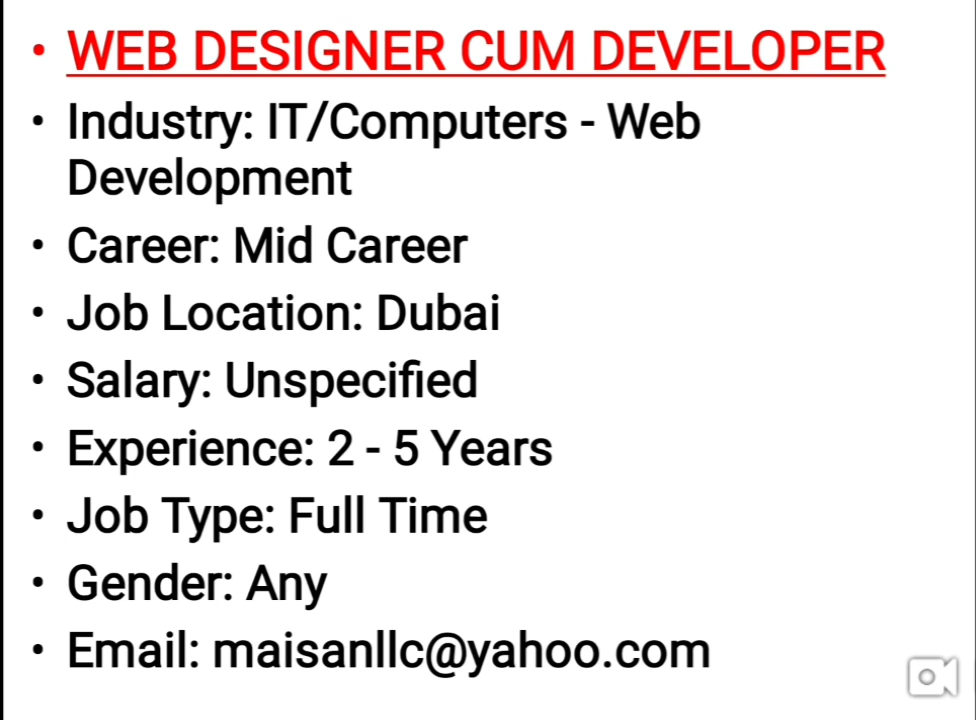 • WEB DESIGNER CUM DEVELOPER
• Industry: IT/Computers - Web
Development
• Career: Mid Career
• Job Location: Dubai
• Salary: Unspecified
• Experience: 2 - 5 Years
• Job Type: Full Time
• Gender: Any
• Email: maisanllc@yahoo.com